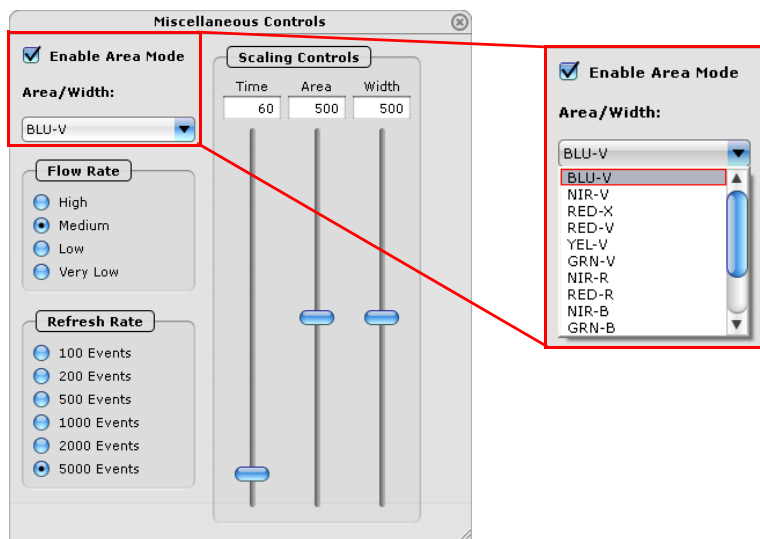 Miscellaneous Controls
Enable Area Mode
Area/Width:
BLU-V
Flow Rate
High
Medium
Low
Very Low
Refresh Rate
100 Events
200 Events
500 Events
1000 Events
2000 Events
5000 Events
Scaling Controls
Time Area Width
60 500 500
Enable Area Mode
Area/Width:
BLU-V
BLU-V
NIR-V
RED-X
RED-V
YEL-V
GRN-V
NIR-R
RED-R
NIR-B
GRN-B